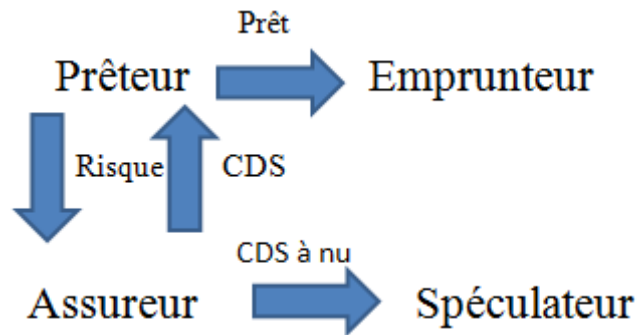 Prêt
Prêteur Emprunteur
Risque CDS
CDS à nu
Assureur Spéculateur